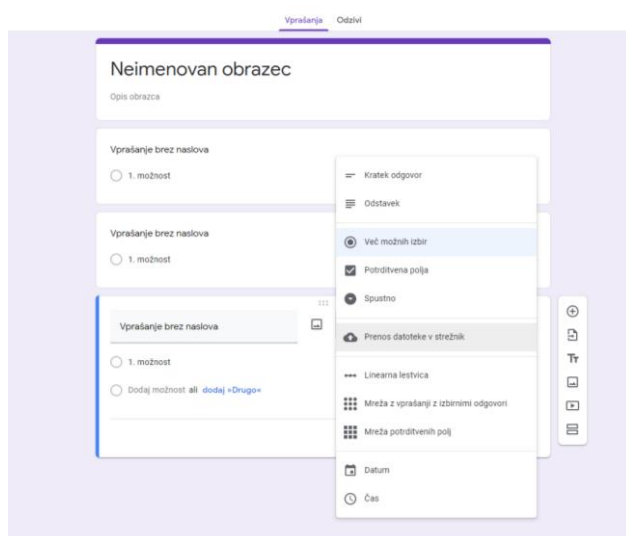 Vprašanja Odzivi
Neimenovan obrazec
Opis obrazca
Vprašanje brez naslova
1. možnost
Vprašanje brez naslova
1. možnost
Vprašanje brez naslova
1. možnost
Dodaj možnost ali dodaj »Drugo«
Kratek odgovor
Odstavek
Več možnih izbir
Potrditvena polja
Spustno
Prenos datoteke v strežnik
Linearna lestvica
Mreža z vprašanji z izbirnimi odgovori
Mreža potrditvenih polj
Datum
Čas
Tт